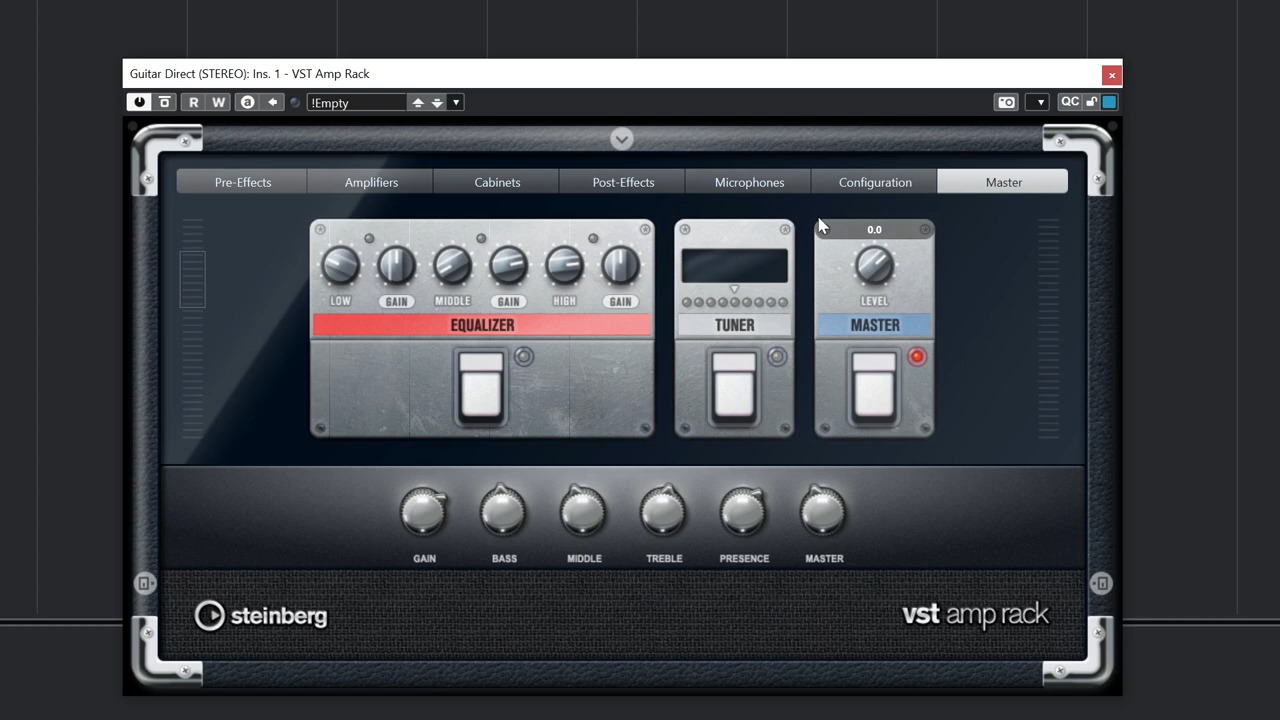 Guitar Direct (STEREO): Ins. 1 - VST Amp Rack
R W a !Empty QC
Pre-Effects Amplifiers Cabinets Post-Effects Microphones Configuration Master
0.0
LOW GAIN MIDDLE GAIN HIGH GAIN LEVEL
EQUALIZER TUNER MASTER
GAIN BASS MIDDLE TREBLE PRESENCE MASTER
steinberg vst amp rack